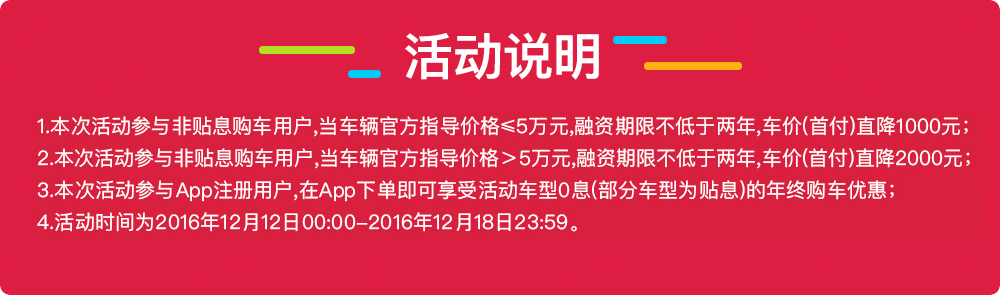 活动说明
1.本次活动参与非贴息购车用户,当车辆官方指导价格≤5万元,融资期限不低于两年,车价(首付)直降1000元；
2.本次活动参与非贴息购车用户,当车辆官方指导价格＞5万元,融资期限不低于两年,车价(首付)直降2000元；
3.本次活动参与App注册用户,在App下单即可享受活动车型0息(部分车型为贴息)的年终购车优惠；
4.活动时间为2016年12月12日00:00-2016年12月18日23:59。